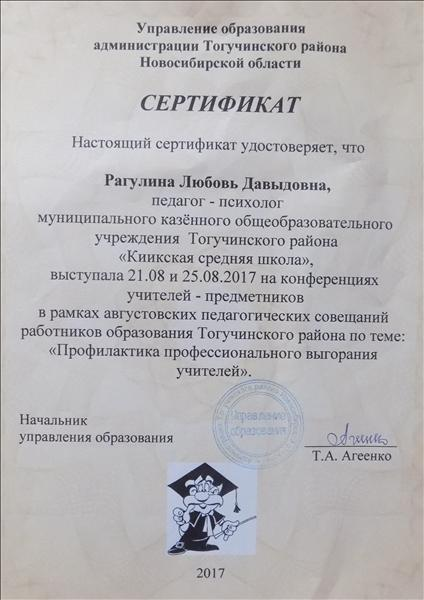 Управление образования
администрации Тогучинского района
Новосибирской области
СЕРТИФИКАТ
Настоящий сертификат удостоверяет, что
Рагулина Любовь Давыдовна,
педагог - психолог
муниципального казённого общеобразовательного
учреждения Тогучинского района
«Киикская средняя школа»,
выступала 21.08 и 25.08.2017 на конференциях
учителей - предметников
в рамках августовских педагогических совещаний
работников образования Тогучинского района по теме:
«Профилактика профессионального выгорания
учителей».
Управление
образования
Начальник
управления образования
Агеенко
Т.А. Агеенко
2017